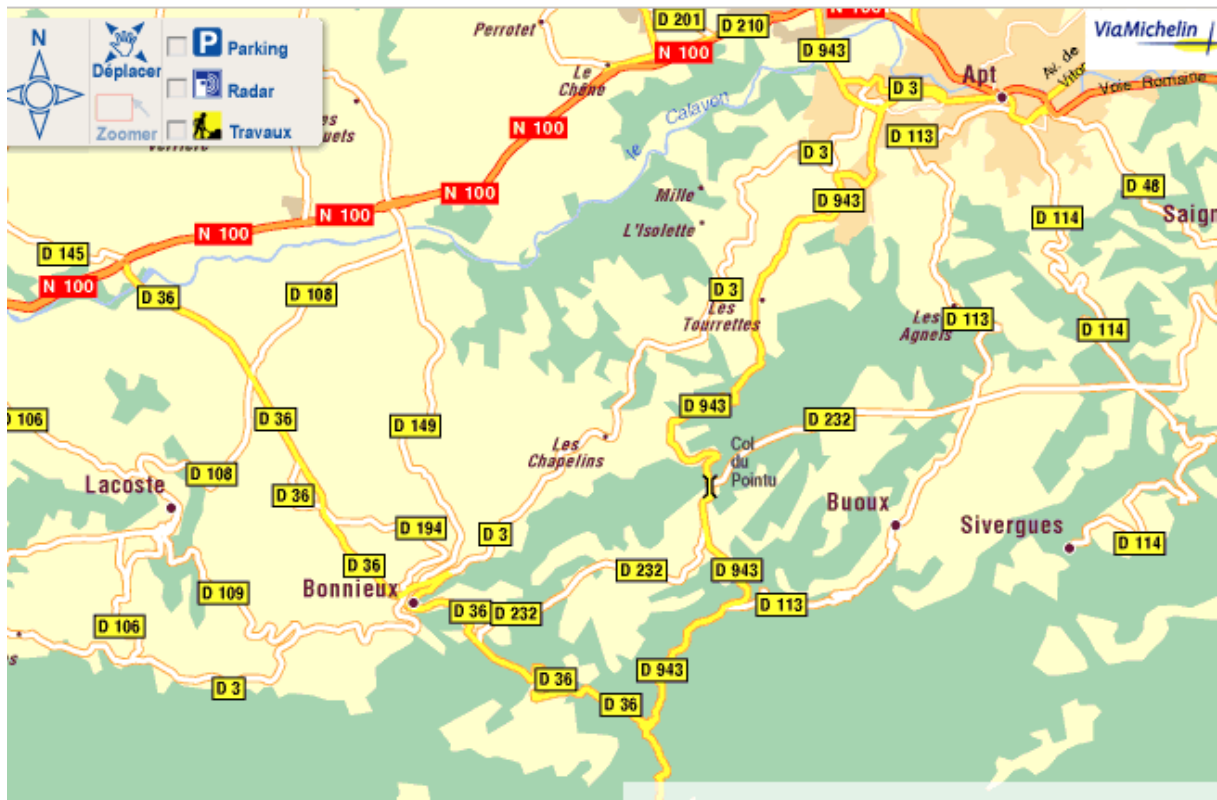 N
Déplacer
Zoomer
P Parking
Radar
Travaux
Perrotet
D 201
D 210
N 100
ViaMichelin
D 943
N 100
Le
Chêne
Apt
Av. de
Voie Romaine
D 3
le Calavon
N 100
D 113
D 3
D 48
Mille
D 943
N 100
N 100
D 114
N 100
L'Isolette
D 145
N 100
D 36
D 108
D 3
Les
Tourrettes
Les
Agnels
D 113
D 114
D 943
D 232
D 106
D 36
D 149
Les
Chapelins
Col
du
Pointu
D 108
Lacoste
D 36
D 194
D 3
Buoux
Sivergues
D 114
D 36
Bonnieux
D 232
D 943
D 109
D 36
D 232
D 113
D 106
D 943
D 3
D 36
D 36